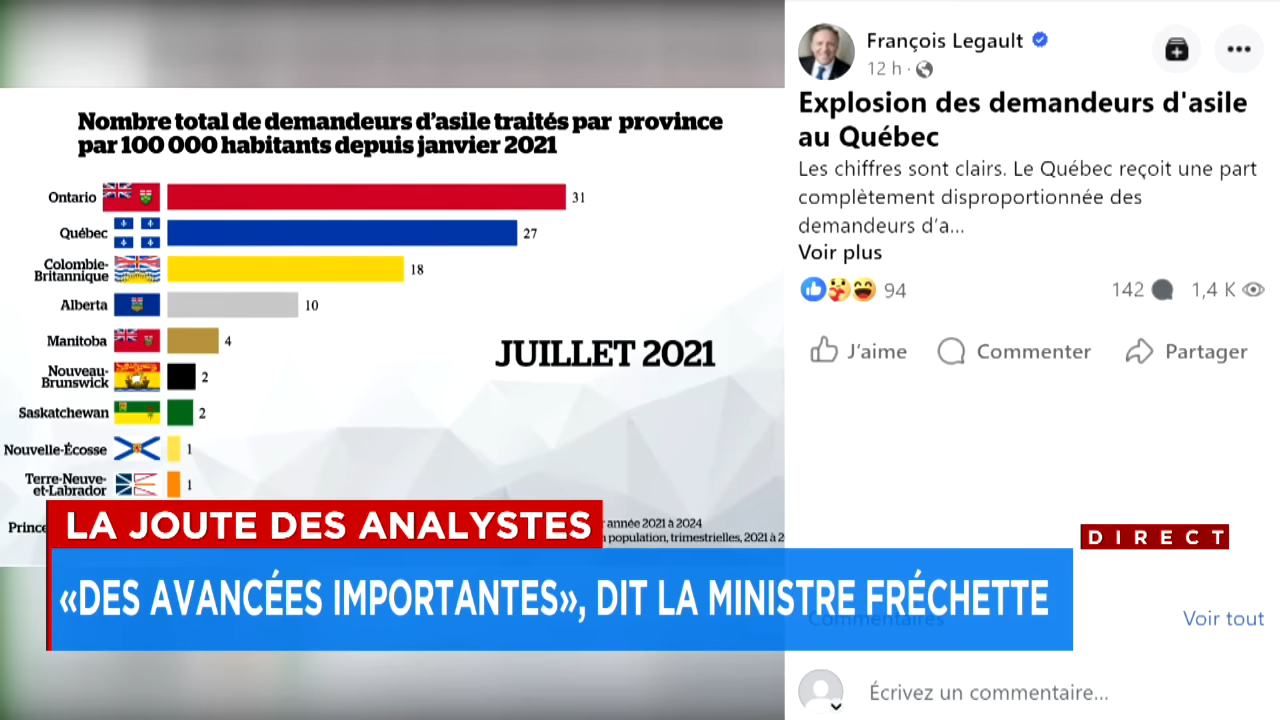 Nombre total de demandeurs d'asile traités par province
par 100 000 habitants depuis janvier 2021
Ontario 31
Québec 27
Colombie-
Britannique 18
Alberta 10
Manitoba 4
Nouveau-
Brunswick 2
Saskatchewan 2
Nouvelle-Écosse 1
Terre-Neuve-
et-Labrador 1
JUILLET 2021
année 2021 à 2024
population, trimestrielles, 2021 à
François Legault
12 h ·
Explosion des demandeurs d'asile
au Québec
Les chiffres sont clairs. Le Québec reçoit une part
complètement disproportionnée des
demandeurs d'a...
Voir plus
94
142
1,4 K
J'aime
Commenter
Partager
LA JOUTE DES ANALYSTES
DIRECT
«DES AVANCÉES IMPORTANTES», DIT LA MINISTRE FRÉCHETTE
Commentaires
Voir tout
Écrivez un commentaire...